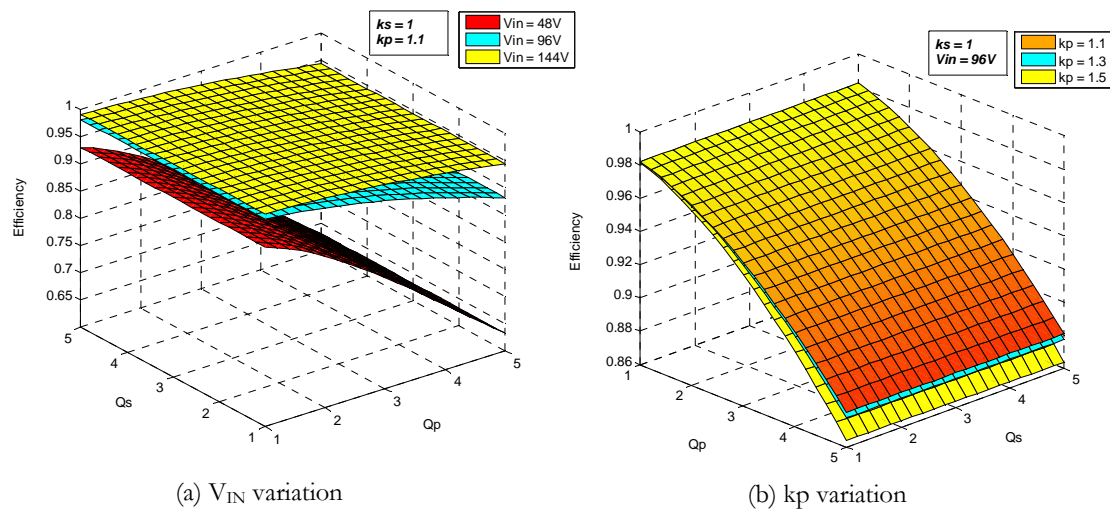 ks = 1
kp = 1.1
Vin = 48V
Vin = 96V
Vin = 144V
1
0.95
0.9
0.85
0.8
0.75
0.7
0.65
Efficiency
5
4
3
2
1
Qs
1
2
3
4
5
Qp
(a) VIN variation
ks = 1
Vin = 96V
kp = 1.1
kp = 1.3
kp = 1.5
1
0.98
0.96
0.94
0.92
0.9
0.88
0.86
Efficiency
1
2
3
4
5
Qp
1
2
3
4
5
Qs
(b) kp variation